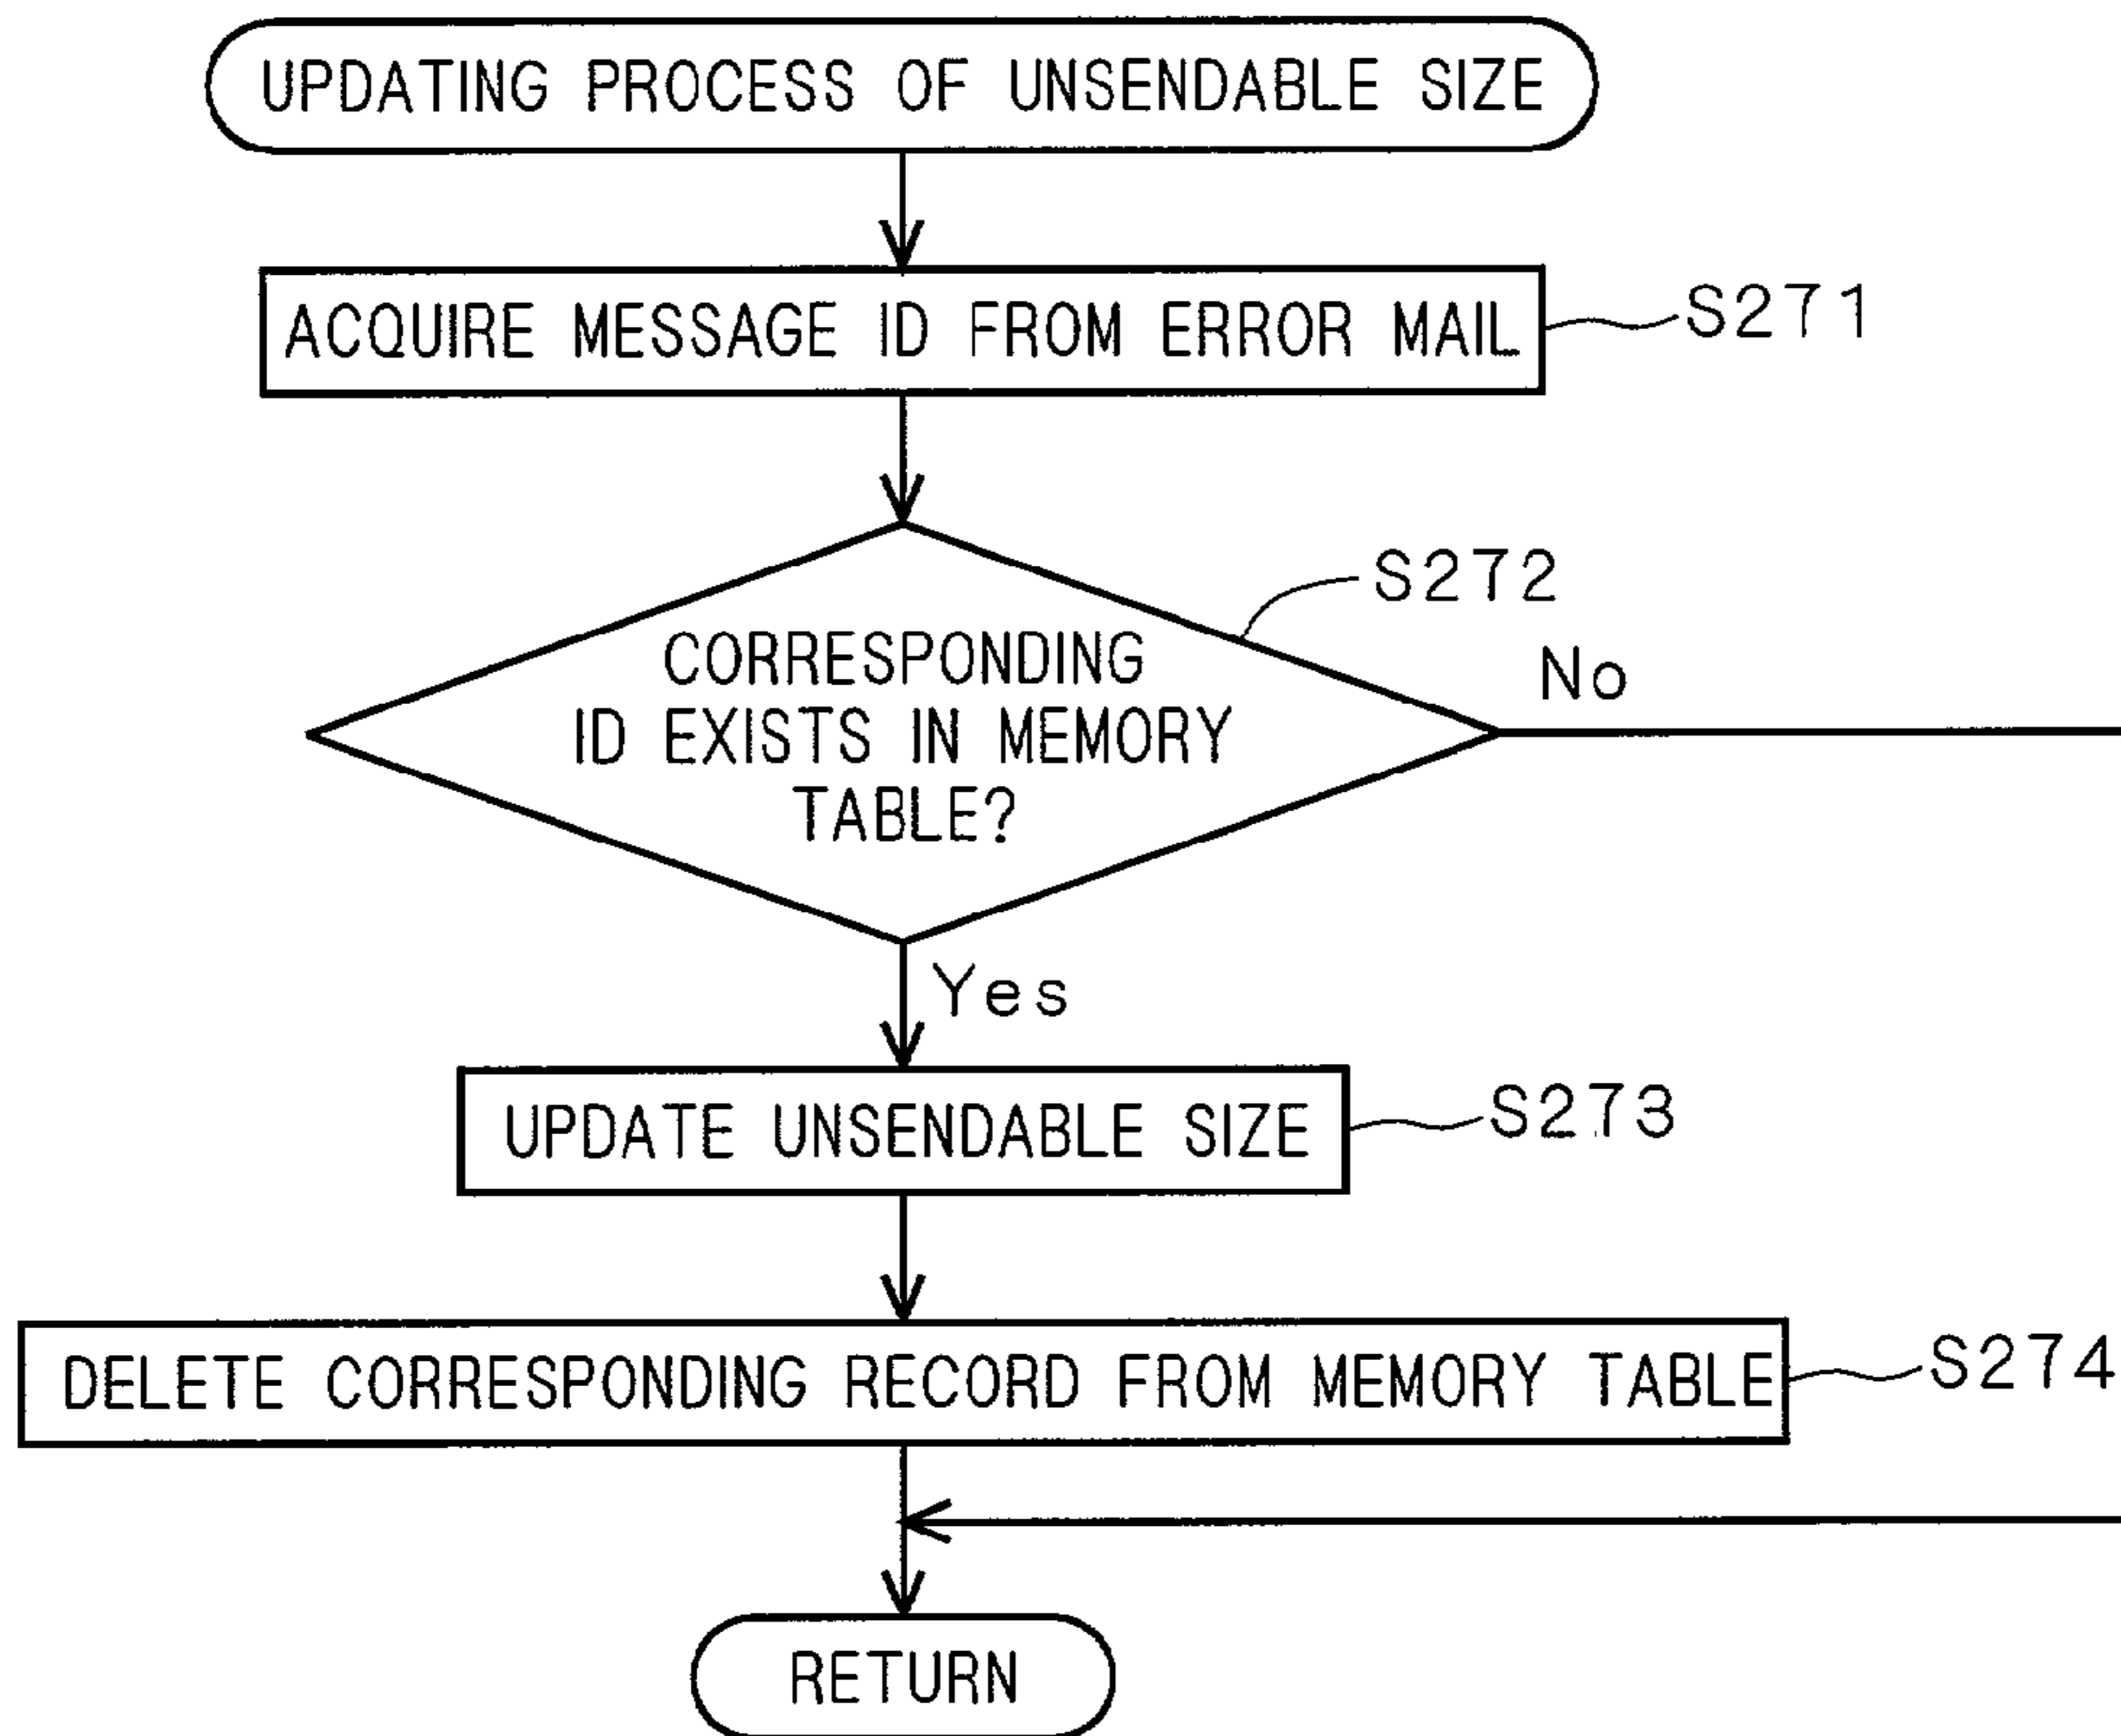 UPDATING PROCESS OF UNSENDABLE SIZE
ACQUIRE MESSAGE ID FROM ERROR MAIL
S271
S272
CORRESPONDING
ID EXISTS IN MEMORY
TABLE?
No
Yes
UPDATE UNSENDABLE SIZE
S273
DELETE CORRESPONDING RECORD FROM MEMORY TABLE
S274
RETURN